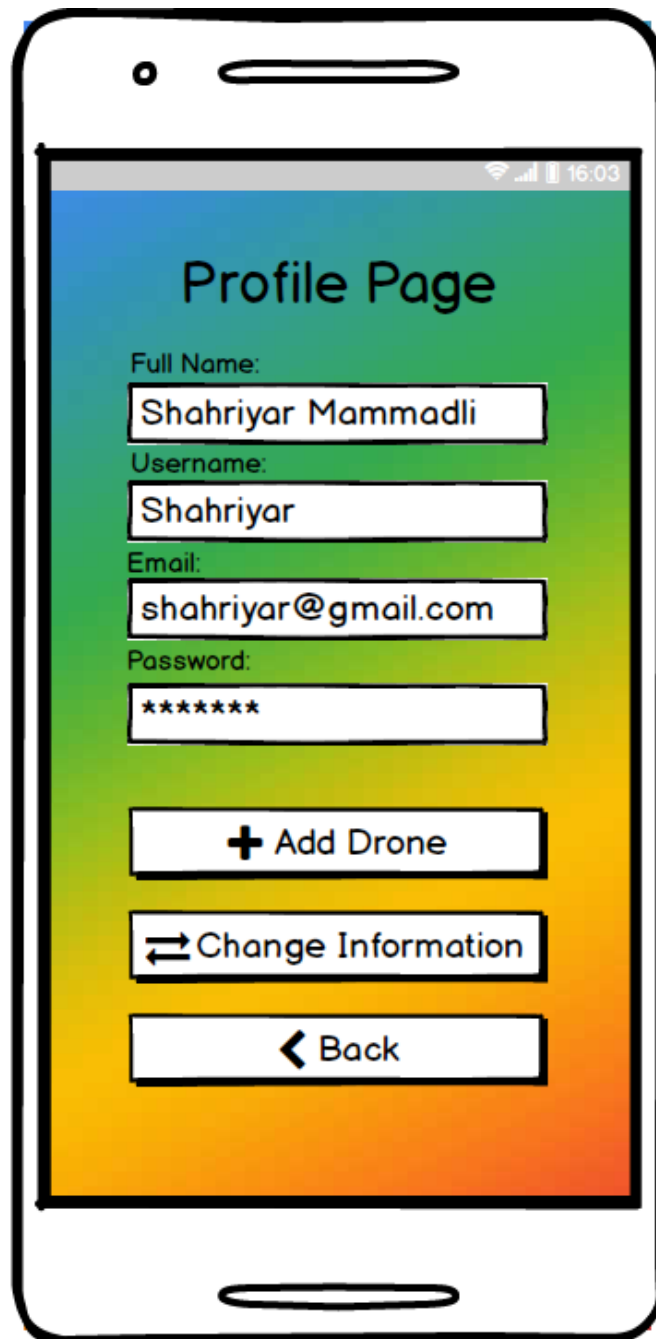 16:03
Profile Page
Full Name:
Shahriyar Mammadli
Username:
Shahriyar
Email:
shahriyar@gmail.com
Password:
*******
Add Drone
Change Information
Back